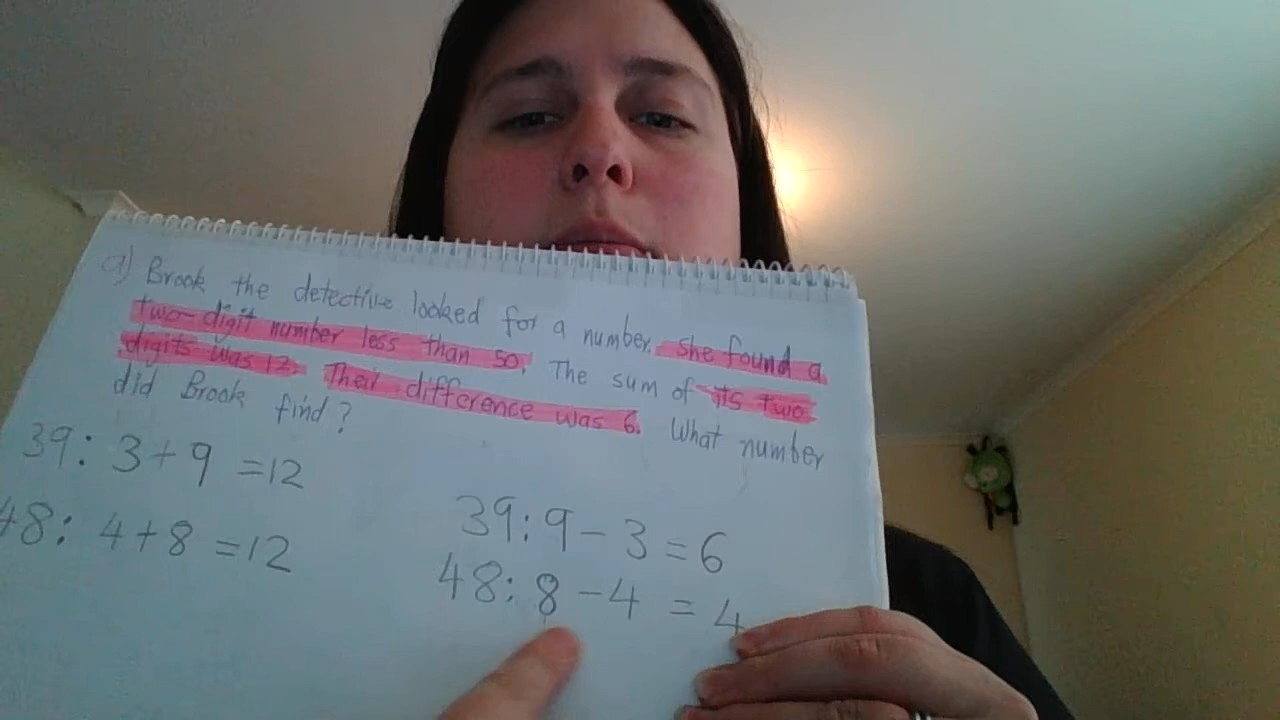 a) Brook the detective looked for a number. She found a
two-digit number less than 50. The sum of its two
digits was 12. Their difference was 6. What number
did Brook find?
39: 3 + 9 = 12
48: 4 + 8 = 12
39: 9 - 3 = 6
48: 8 - 4 = 4